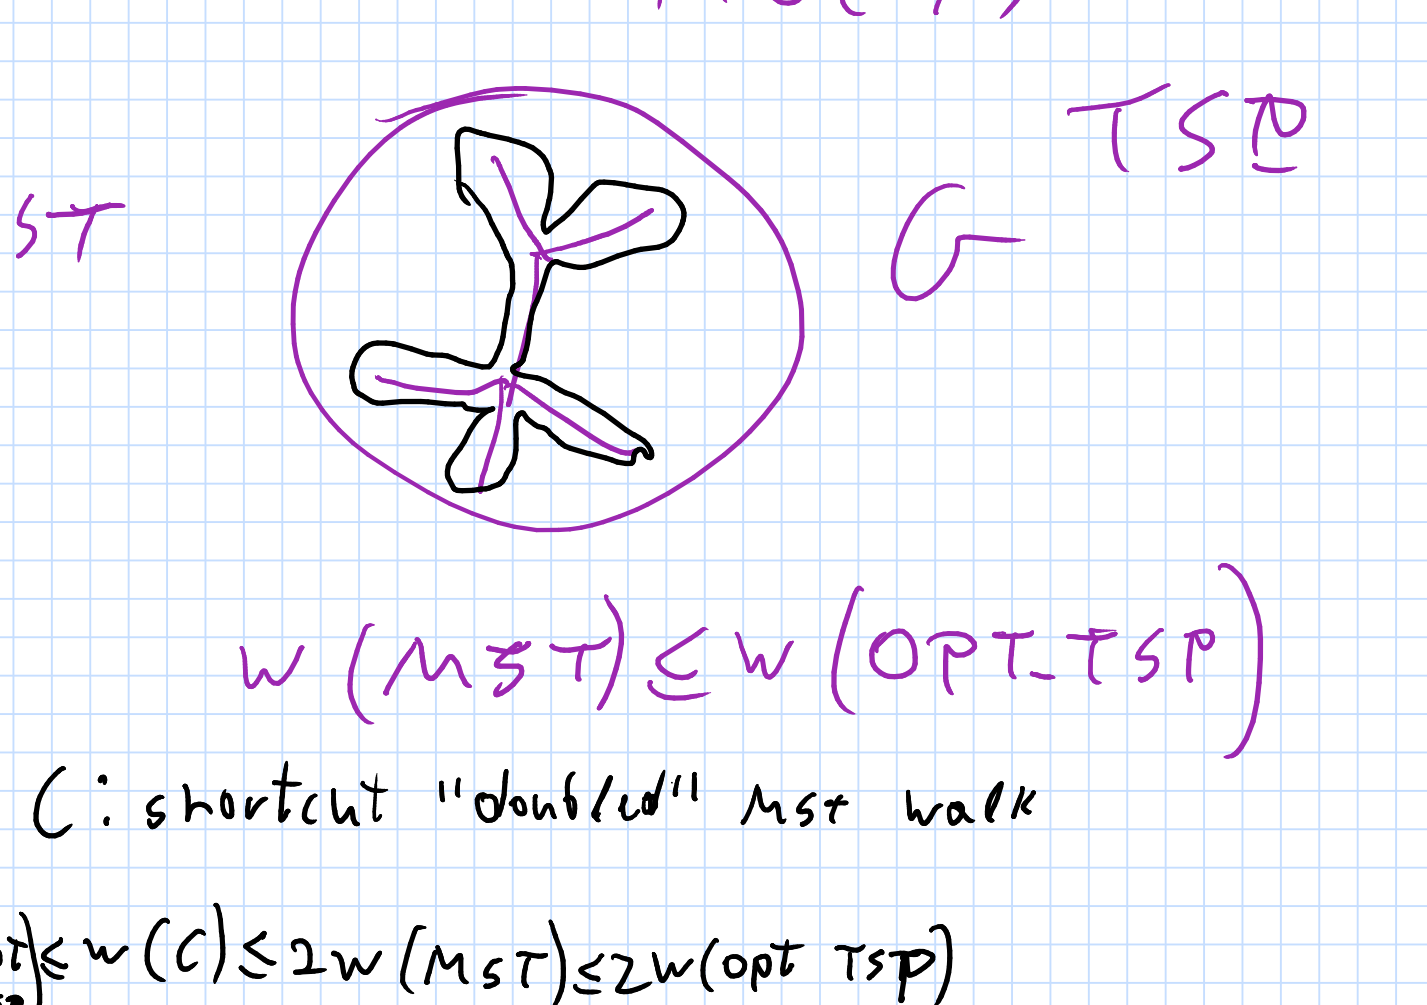 TSP
ST
G
w(MST) ≤ w(OPT_TSP)
C: shortcut "doubled" MST walk
≤ w(C) ≤ 2w(MST) ≤ 2w(opt TSP)